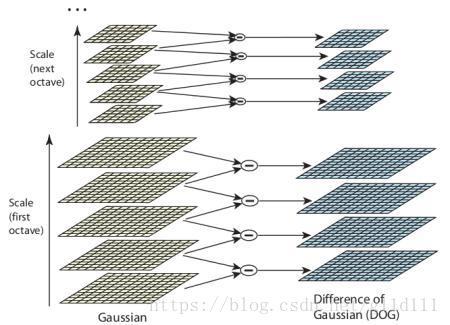 ...
Scale
(next
octave)
Scale
(first
octave)
Gaussian
Difference of
Gaussian (DOG)